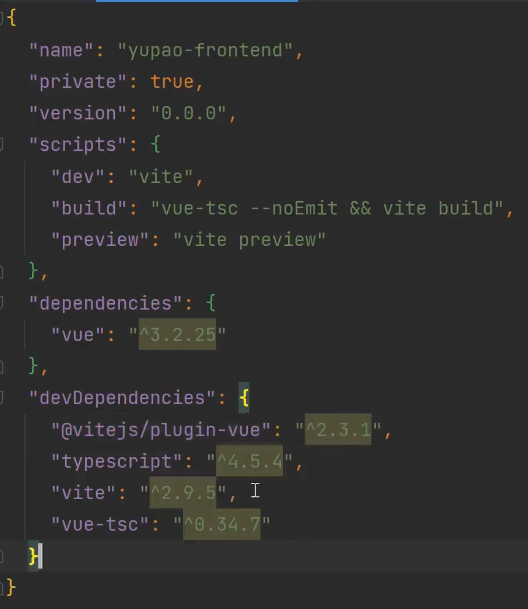 {
"name": "yupao-frontend",
"private": true,
"version": "0.0.0",
"scripts": {
"dev": "vite",
"build": "vue-tsc --noEmit && vite build",
"preview": "vite preview"
},
"dependencies": {
"vue": "^3.2.25"
},
"devDependencies": {
"@vitejs/plugin-vue": "^2.3.1",
"typescript": "^4.5.4",
"vite": "^2.9.5",
"vue-tsc": "^0.34.7"
}
}